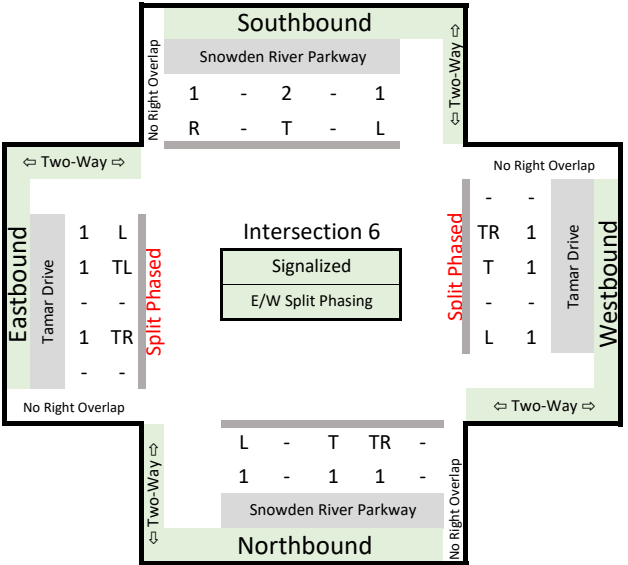 Southbound
Snowden River Parkway
1 - 2 - 1
R - T - L
No Right Overlap
⇦ Two-Way ⇨
⇦ Two-Way ⇨
No Right Overlap
Eastbound
Tamar Drive
1 L
1 TL
- -
1 TR
- -
Split Phased
No Right Overlap
Intersection 6
Signalized
E/W Split Phasing
Split Phased
- -
TR 1
T 1
- -
L 1
Tamar Drive
Westbound
⇦ Two-Way ⇨
⇦ Two-Way ⇨
L - T TR -
1 - 1 1 -
Snowden River Parkway
Northbound
No Right Overlap